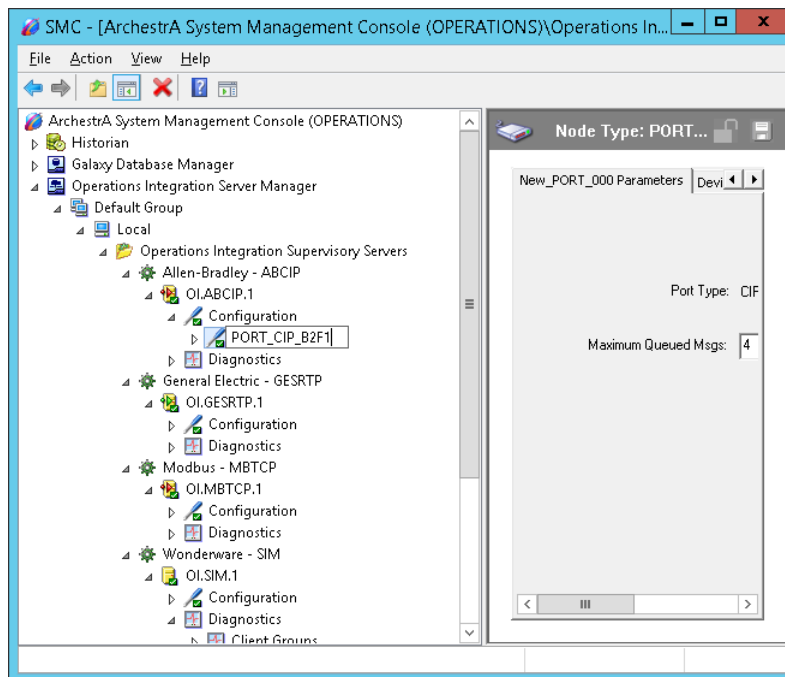 SMC - [ArchestrA System Management Console (OPERATIONS)\Operations In...
File Action View Help
ArchestrA System Management Console (OPERATIONS)
Historian
Galaxy Database Manager
Operations Integration Server Manager
Default Group
Local
Operations Integration Supervisory Servers
Allen-Bradley - ABCIP
OI.ABCIP.1
Configuration
PORT_CIP_B2F1
Diagnostics
General Electric - GESRTP
OI.GESRTP.1
Configuration
Diagnostics
Modbus - MBTCP
OI.MBTCP.1
Configuration
Diagnostics
Wonderware - SIM
OI.SIM.1
Configuration
Diagnostics
Client Groups
Node Type: PORT...
New_PORT_000 Parameters Devi
Port Type: CIP
Maximum Queued Msgs: 4